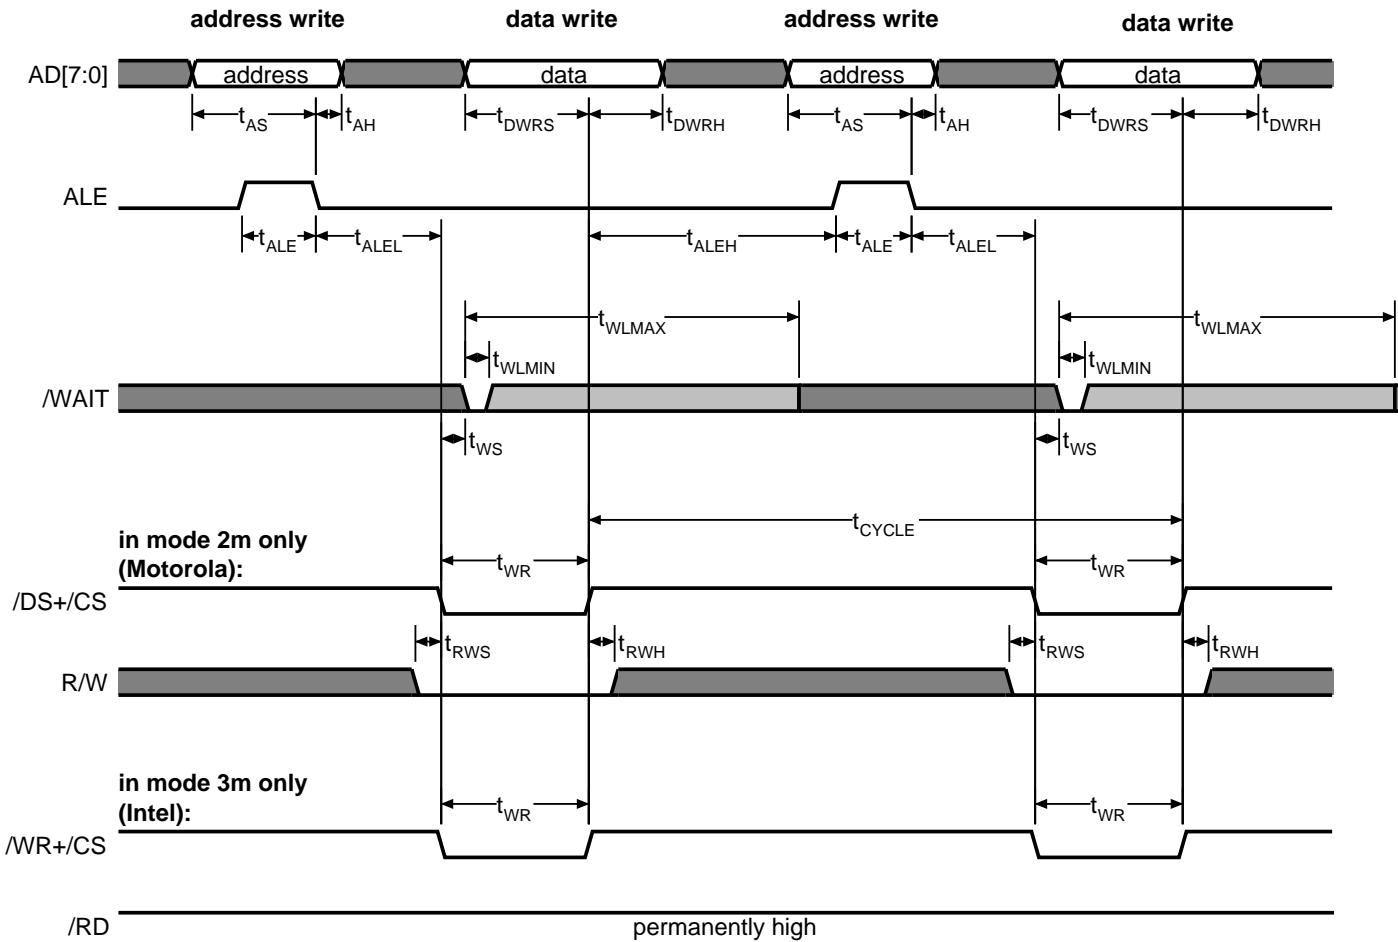 address write data write address write data write
AD[7:0] address data address data
tAS tAH tDWRS tDWRH tAS tAH tDWRS tDWRH
ALE
tALE tALEL tALEH tALE tALEL
tWLMAX tWLMAX
tWLMIN tWLMIN
/WAIT
tWS tWS
tCYCLE
in mode 2m only
(Motorola):
tWR tWR
/DS+/CS
tRWS tRWH tRWS tRWH
R/W
in mode 3m only
(Intel):
tWR tWR
/WR+/CS
/RD permanently high